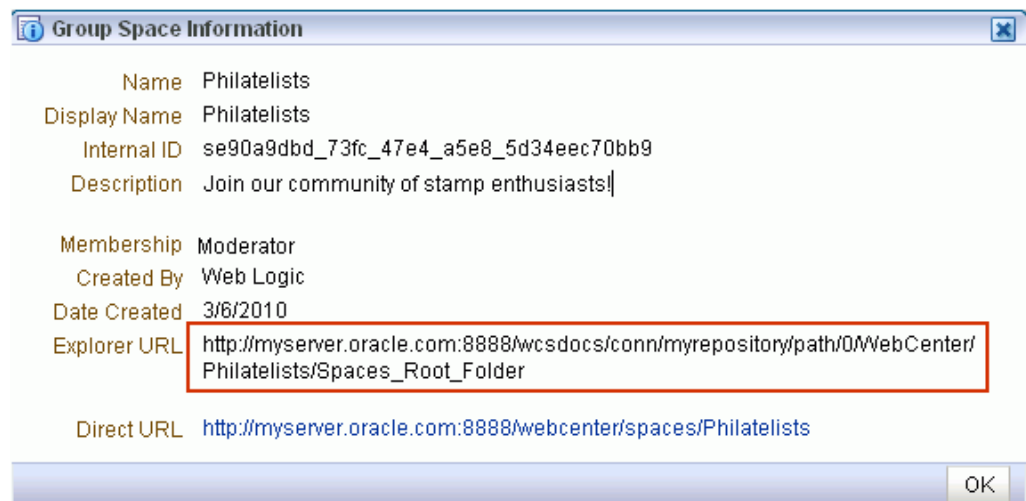 Group Space Information
Name Philatelists
Display Name Philatelists
Internal ID se90a9dbd_73fc_47e4_a5e8_5d34eec70bb9
Description Join our community of stamp enthusiasts!
Membership Moderator
Created By Web Logic
Date Created 3/6/2010
Explorer URL http://myserver.oracle.com:8888/wcsdocs/conn/myrepository/path/0/WebCenter/
Philatelists/Spaces_Root_Folder
Direct URL http://myserver.oracle.com:8888/webcenter/spaces/Philatelists
OK